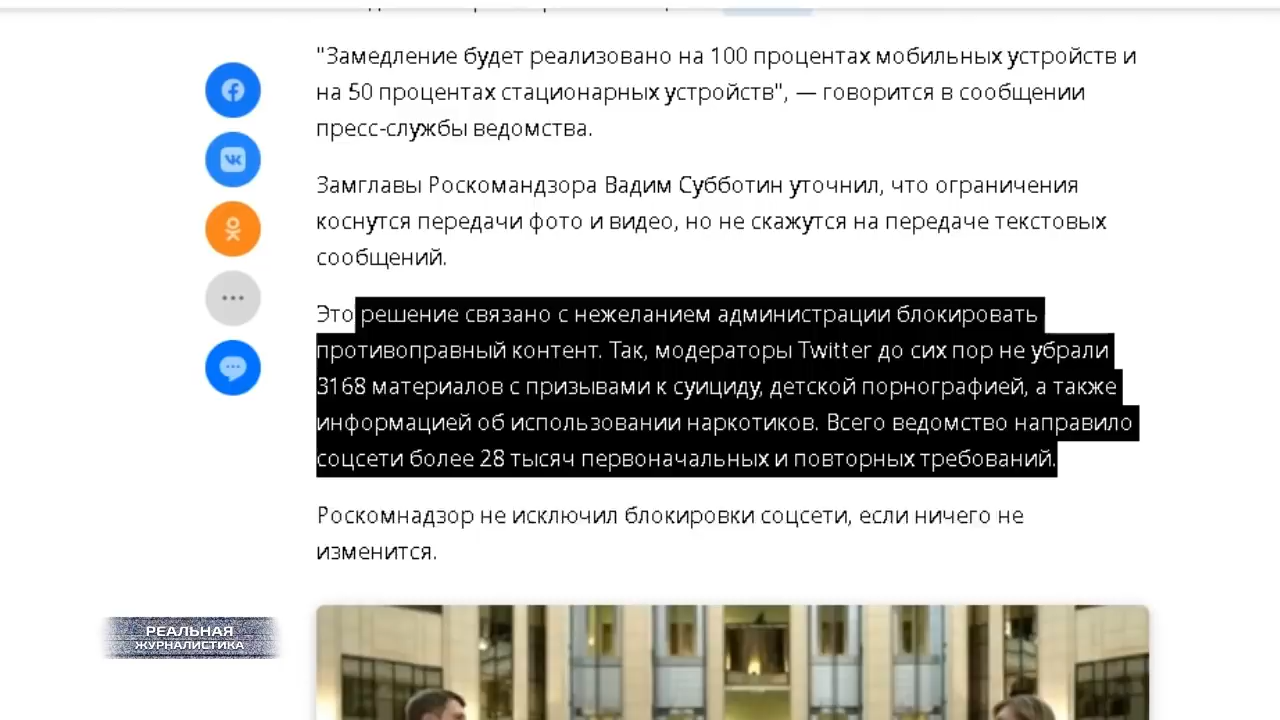 "Замедление будет реализовано на 100 процентах мобильных устройств и
на 50 процентах стационарных устройств", — говорится в сообщении
пресс-службы ведомства.
Замглавы Роскомандзора Вадим Субботин уточнил, что ограничения
коснутся передачи фото и видео, но не скажутся на передаче текстовых
сообщений.
Это решение связано с нежеланием администрации блокировать
противоправный контент. Так, модераторы Twitter до сих пор не убрали
3168 материалов с призывами к суициду, детской порнографией, а также
информацией об использовании наркотиков. Всего ведомство направило
соцсети более 28 тысяч первоначальных и повторных требований.
Роскомнадзор не исключил блокировки соцсети, если ничего не
изменится.
РЕАЛЬНАЯ
ЖУРНАЛИСТИКА